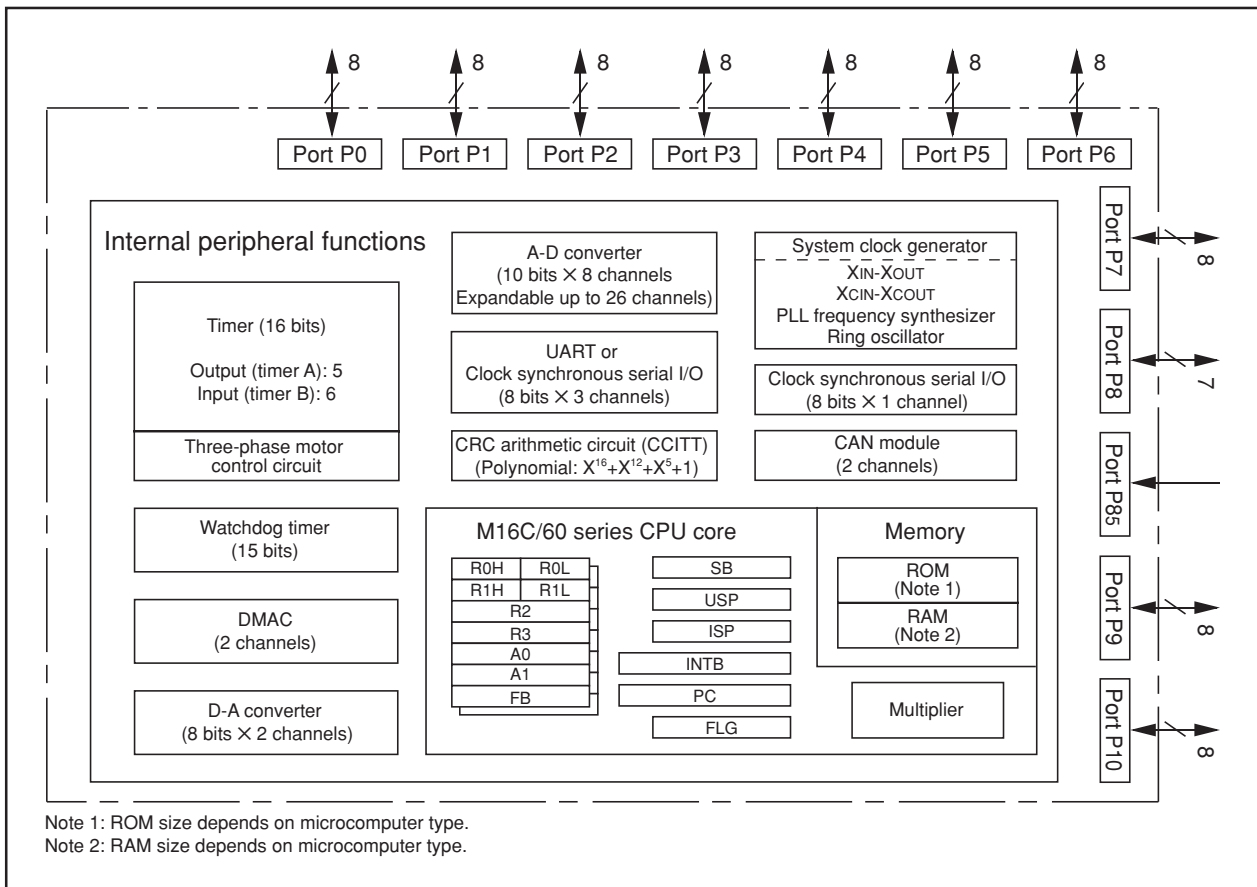 8 8 8 8 8 8 8
Port P0 Port P1 Port P2 Port P3 Port P4 Port P5 Port P6
Internal peripheral functions
Timer (16 bits)
Output (timer A): 5
Input (timer B): 6
Three-phase motor
control circuit
Watchdog timer
(15 bits)
DMAC
(2 channels)
D-A converter
(8 bits × 2 channels)
A-D converter
(10 bits × 8 channels
Expandable up to 26 channels)
UART or
Clock synchronous serial I/O
(8 bits × 3 channels)
CRC arithmetic circuit (CCITT)
(Polynomial: X¹⁶+X¹²+X⁵+1)
System clock generator
XIN-XOUT
XCIN-XCOUT
PLL frequency synthesizer
Ring oscillator
Clock synchronous serial I/O
(8 bits × 1 channel)
CAN module
(2 channels)
M16C/60 series CPU core
R0H R0L
R1H R1L
R2
R3
A0
A1
FB
SB
USP
ISP
INTB
PC
FLG
Memory
ROM
(Note 1)
RAM
(Note 2)
Multiplier
Port P7
8
Port P8
7
Port P85
Port P9
8
Port P10
8
Note 1: ROM size depends on microcomputer type.
Note 2: RAM size depends on microcomputer type.